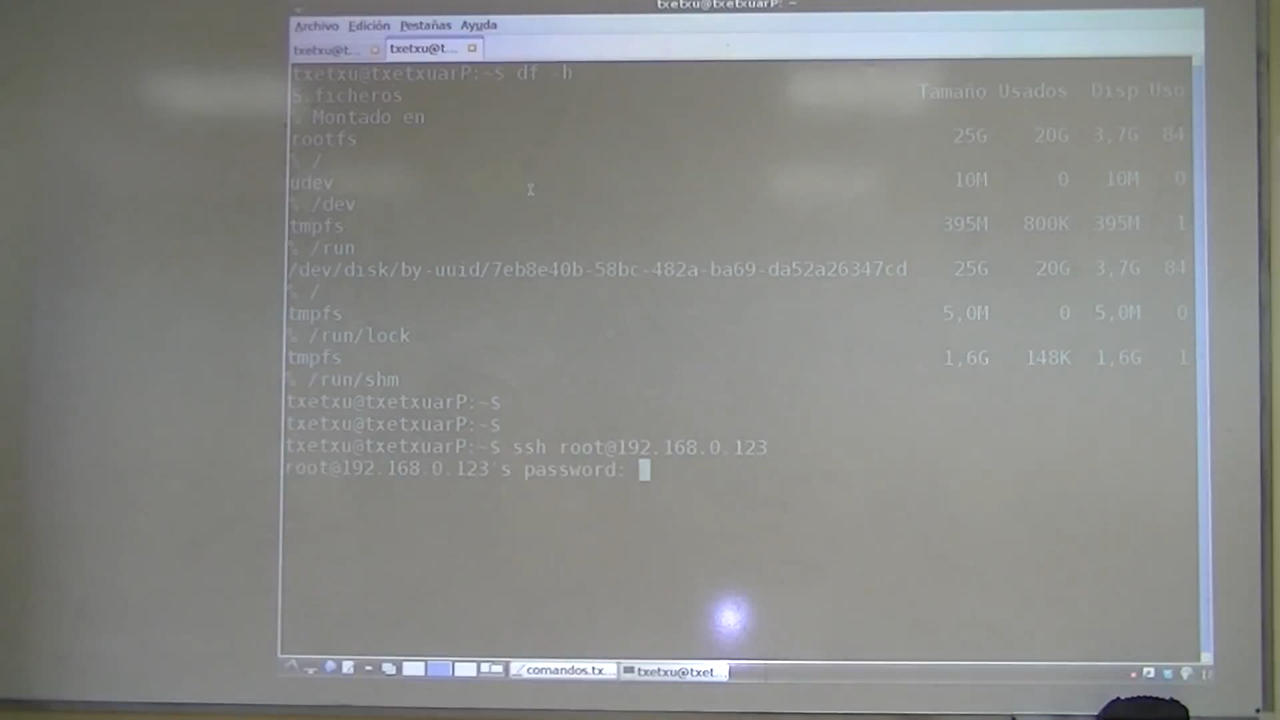 txetxu@txetxuarP: ~
Archivo Edición Pestañas Ayuda
txetxu@t... txetxu@t...
txetxu@txetxuarP:~$ df -h
S.ficheros Tamaño Usados Disp Uso
% Montado en
rootfs 25G 20G 3,7G 84
% /
udev 10M 0 10M 0
% /dev
tmpfs 395M 800K 395M 1
% /run
/dev/disk/by-uuid/7eb8e40b-58bc-482a-ba69-da52a26347cd 25G 20G 3,7G 84
% /
tmpfs 5,0M 0 5,0M 0
% /run/lock
tmpfs 1,6G 148K 1,6G 1
% /run/shm
txetxu@txetxuarP:~$
txetxu@txetxuarP:~$
txetxu@txetxuarP:~$ ssh root@192.168.0.123
root@192.168.0.123's password:
comandos.tx... txetxu@txet...